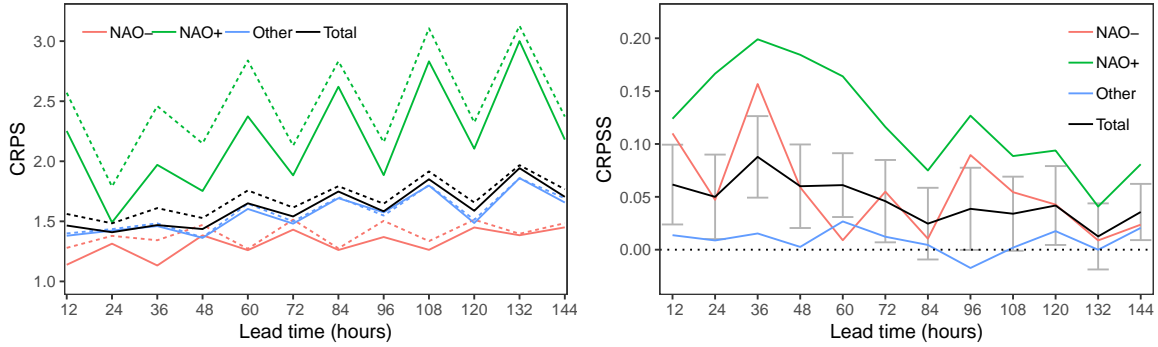 NAO− NAO+ Other Total
CRPS
3.0
2.5
2.0
1.5
1.0
12 24 36 48 60 72 84 96 108 120 132 144
Lead time (hours)
NAO−
NAO+
Other
Total
CRPSS
0.20
0.15
0.10
0.05
0.00
12 24 36 48 60 72 84 96 108 120 132 144
Lead time (hours)